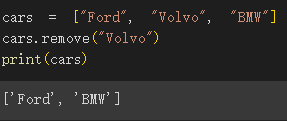 cars = ["Ford", "Volvo", "BMW"]
cars.remove("Volvo")
print(cars)
['Ford', 'BMW']